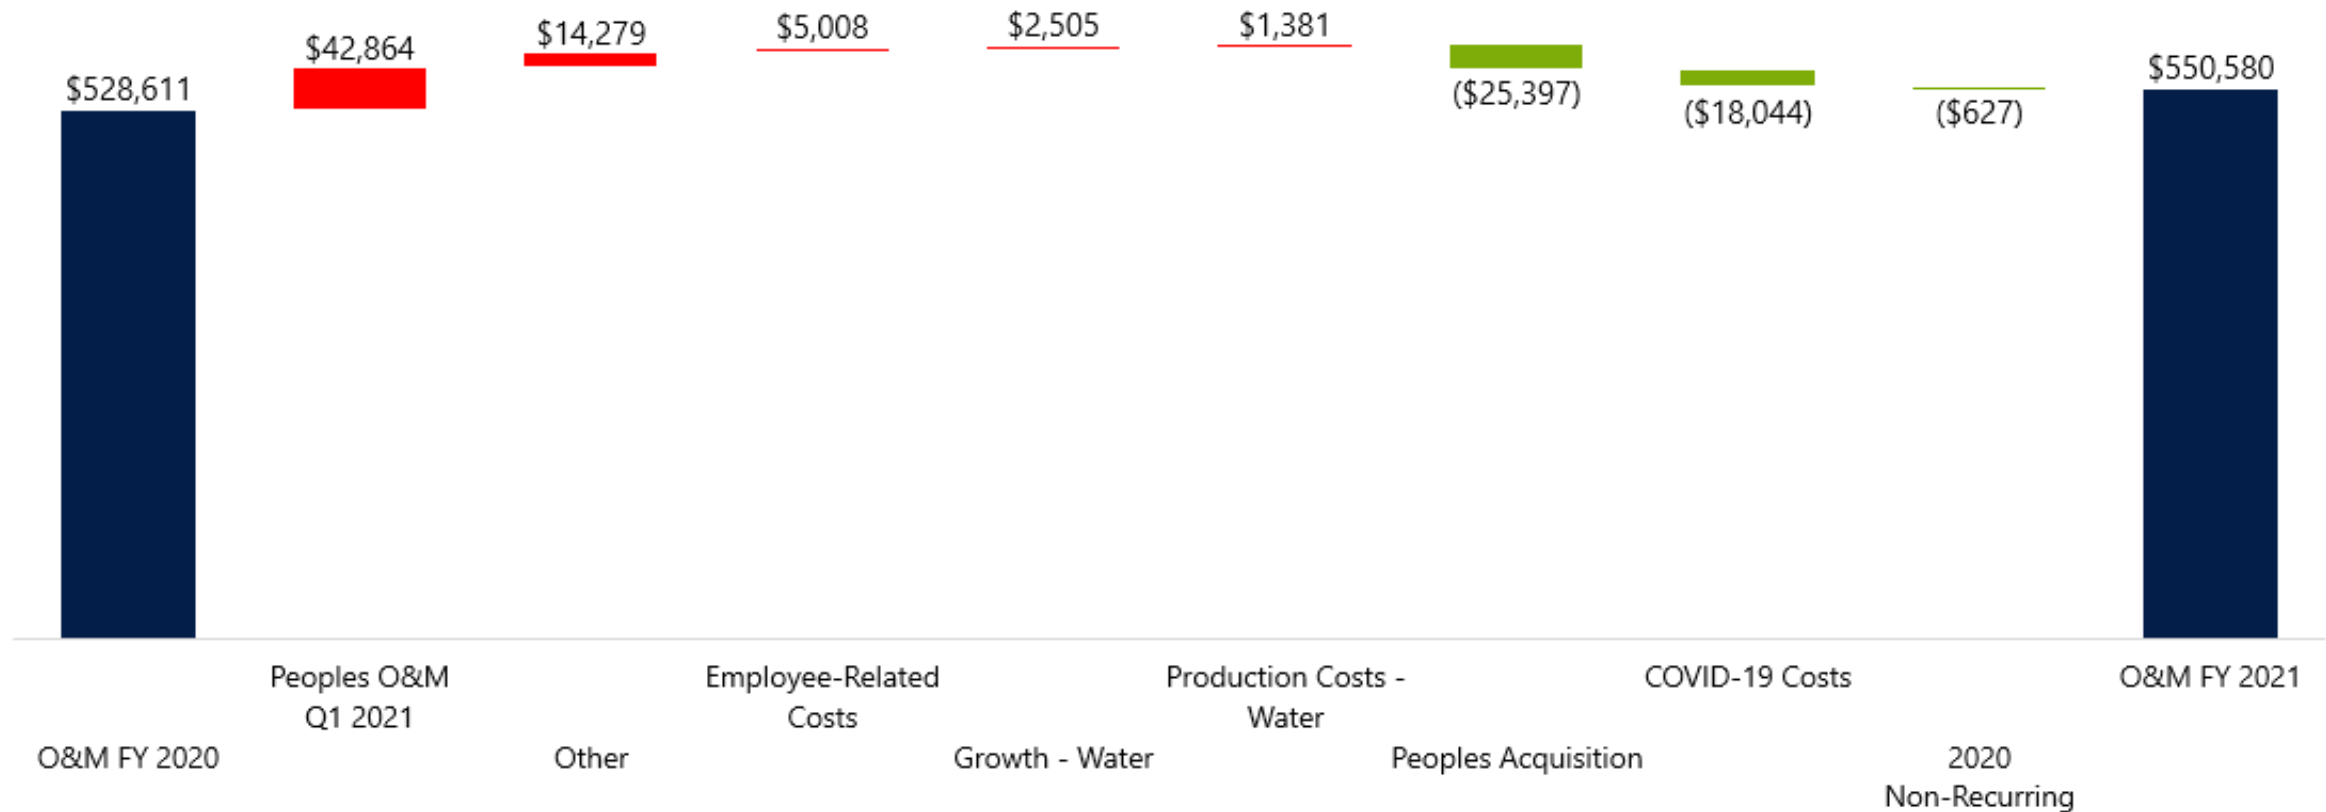 $528,611
$42,864
$14,279
$5,008
$2,505
$1,381
($25,397)
($18,044)
($627)
$550,580
O&M FY 2020
Peoples O&M
Q1 2021
Other
Employee-Related
Costs
Growth - Water
Production Costs -
Water
Peoples Acquisition
COVID-19 Costs
2020
Non-Recurring
O&M FY 2021